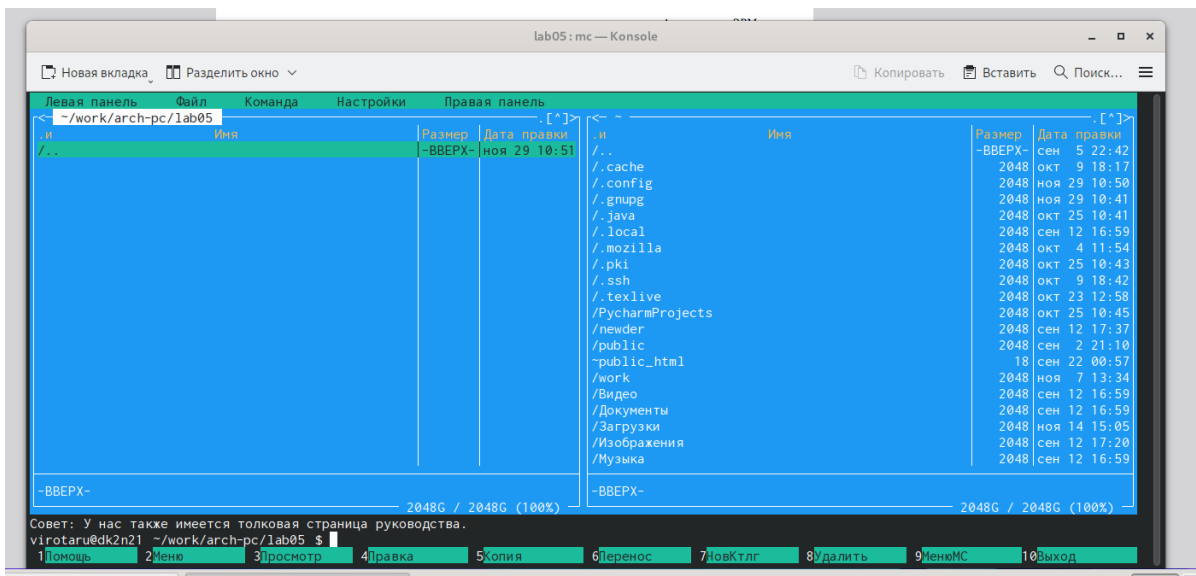 lab05 : mc — Konsole
Новая вкладка Разделить окно Копировать Вставить Поиск...
Левая панель Файл Команда Настройки Правая панель
<— ~/work/arch-pc/lab05 .[^]> <— ~ .[^]>
.и Имя Размер Дата правки .и Имя Размер Дата правки
/.. -ВВЕРХ- ноя 29 10:51 /.. -ВВЕРХ- сен 5 22:42
/.cache 2048 окт 9 18:17
/.config 2048 ноя 29 10:50
/.gnupg 2048 ноя 29 10:41
/.java 2048 окт 25 10:41
/.local 2048 сен 12 16:59
/.mozilla 2048 окт 4 11:54
/.pki 2048 окт 25 10:43
/.ssh 2048 окт 9 18:42
/.texlive 2048 окт 23 12:58
/PycharmProjects 2048 окт 25 10:45
/newder 2048 сен 12 17:37
/public 2048 сен 2 21:10
~public_html 18 сен 22 00:57
/work 2048 ноя 7 13:34
/Видео 2048 сен 12 16:59
/Документы 2048 сен 12 16:59
/Загрузки 2048 ноя 14 15:05
/Изображения 2048 сен 12 17:20
/Музыка 2048 сен 12 16:59
-ВВЕРХ- -ВВЕРХ-
2048G / 2048G (100%) 2048G / 2048G (100%)
Совет: У нас также имеется толковая страница руководства.
virotaru@dk2n21 ~/work/arch-pc/lab05 $
1Помощь 2Меню 3Просмотр 4Правка 5Копия 6Перенос 7НовКтлг 8Удалить 9МенюМС 10Выход